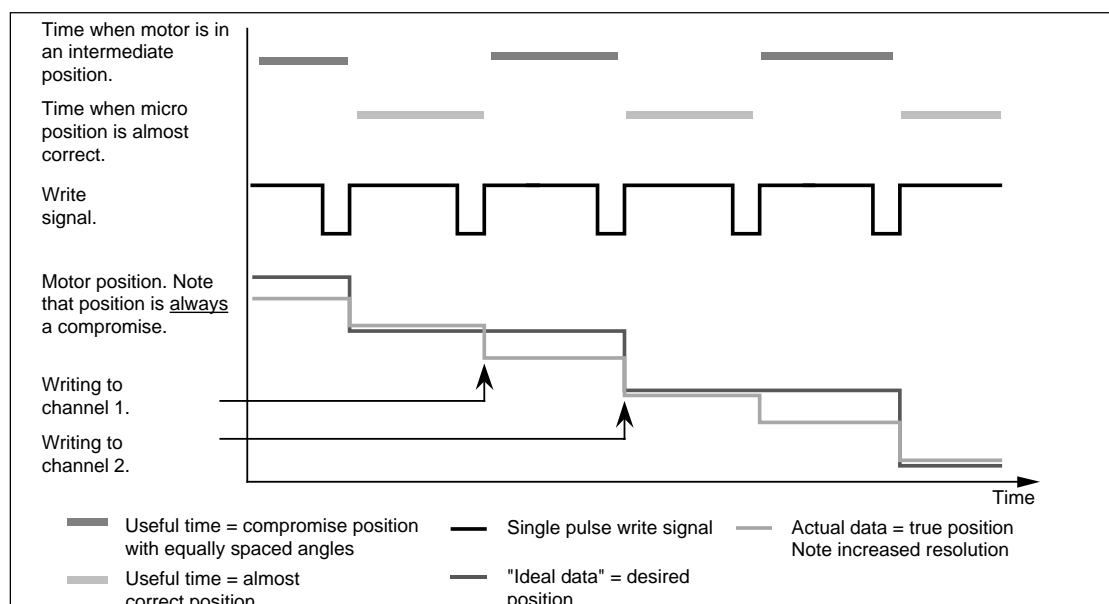 Time when motor is in
an intermediate
position.
Time when micro
position is almost
correct.
Write
signal.
Motor position. Note
that position is always
a compromise.
Writing to
channel 1.
Writing to
channel 2.
Time
Useful time = compromise position
with equally spaced angles
Useful time = almost
correct position
Single pulse write signal
"Ideal data" = desired
position
Actual data = true position
Note increased resolution